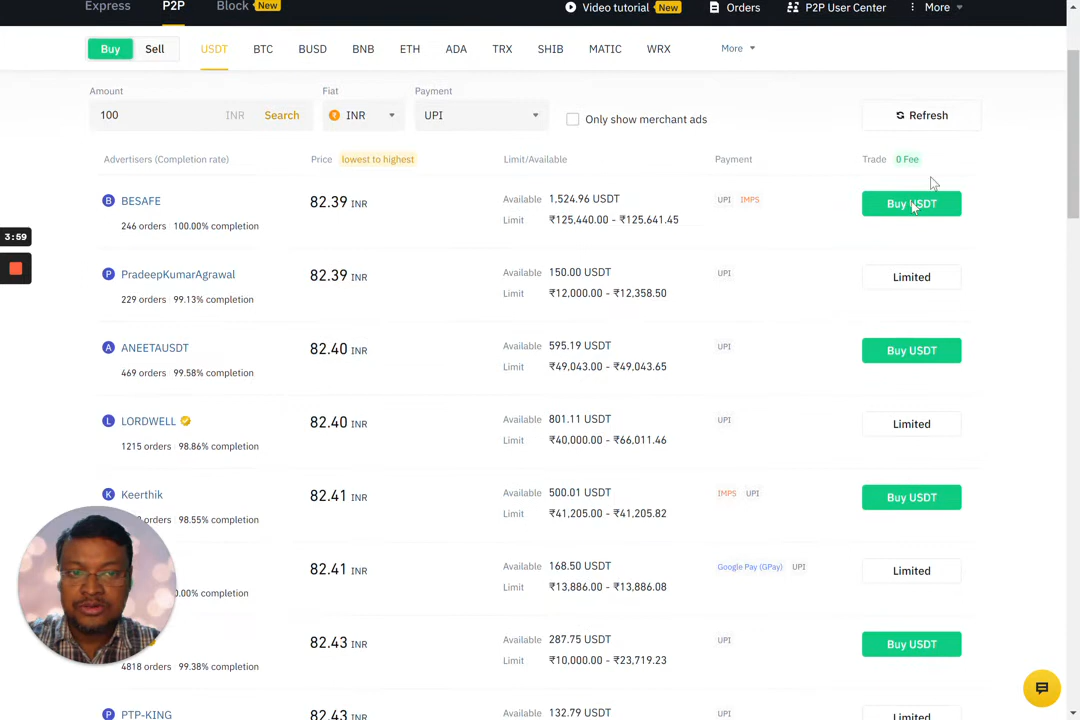 Express P2P Block New Video tutorial New Orders P2P User Center More
Buy Sell USDT BTC BUSD BNB ETH ADA TRX SHIB MATIC WRX More
Amount Fiat Payment
100 INR Search INR UPI Only show merchant ads Refresh
Advertisers (Completion rate) Price lowest to highest Limit/Available Payment Trade 0 Fee
B BESAFE 82.39 INR Available 1,524.96 USDT UPI IMPS Buy USDT
246 orders 100.00% completion Limit ₹125,440.00 - ₹125,641.45
3:59
P PradeepKumarAgrawal 82.39 INR Available 150.00 USDT UPI Limited
229 orders 99.13% completion Limit ₹12,000.00 - ₹12,358.50
A ANEETAUSDT 82.40 INR Available 595.19 USDT UPI Buy USDT
469 orders 99.58% completion Limit ₹49,043.00 - ₹49,043.65
L LORDWELL 82.40 INR Available 801.11 USDT UPI Limited
1215 orders 98.86% completion Limit ₹40,000.00 - ₹66,011.46
K Keerthik 82.41 INR Available 500.01 USDT IMPS UPI Buy USDT
orders 98.55% completion Limit ₹41,205.00 - ₹41,205.82
82.41 INR Available 168.50 USDT Google Pay (GPay) UPI Limited
completion Limit ₹13,886.00 - ₹13,886.08
82.43 INR Available 287.75 USDT UPI Buy USDT
4818 orders 99.38% completion Limit ₹10,000.00 - ₹23,719.23
P PTP-KING 82.43 INR Available 132.79 USDT UPI Limited